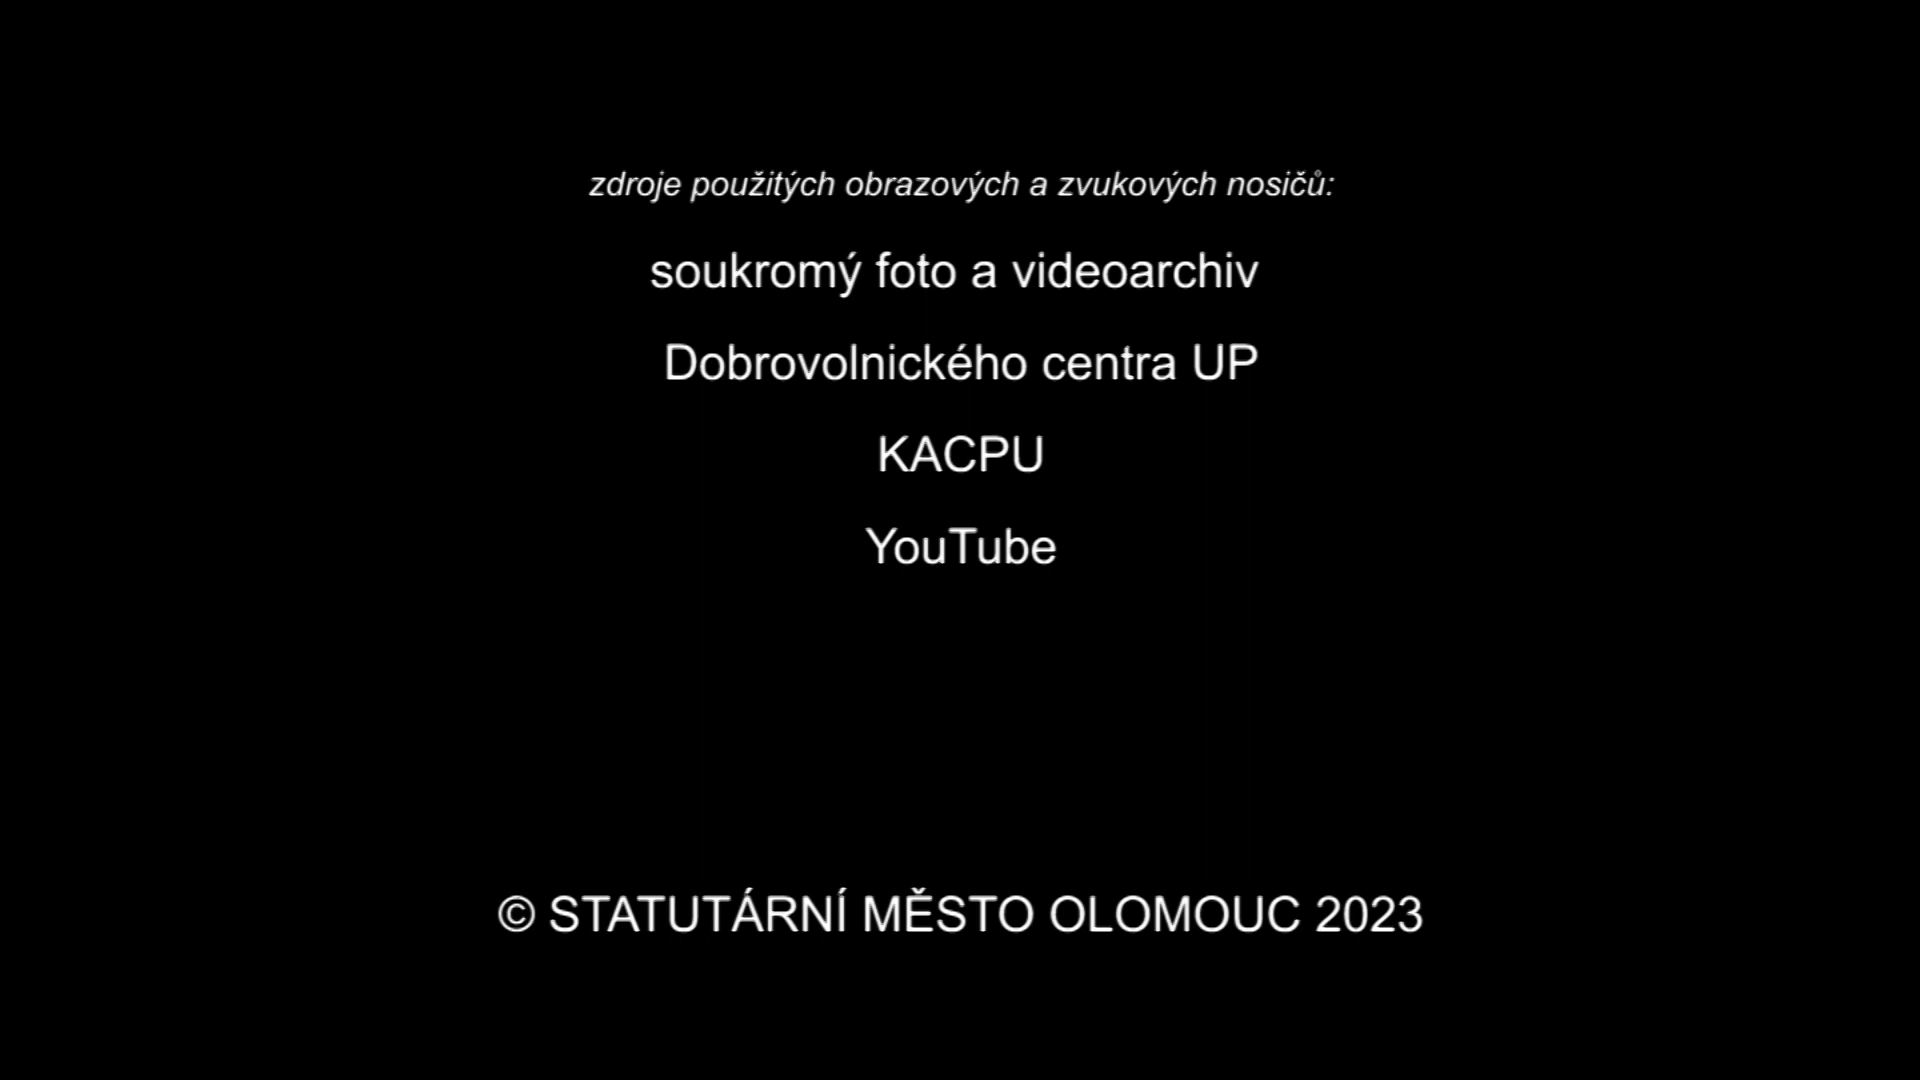 zdroje použitých obrazových a zvukových nosičů:
soukromý foto a videoarchiv
Dobrovolnického centra UP
KACPU
YouTube
© STATUTÁRNÍ MĚSTO OLOMOUC 2023